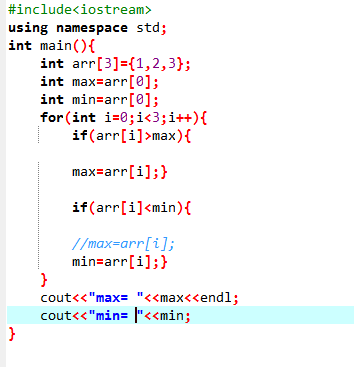 #include<iostream>
using namespace std;
int main(){
    int arr[3]={1,2,3};
    int max=arr[0];
    int min=arr[0];
    for(int i=0;i<3;i++){
        if(arr[i]>max){

        max=arr[i];}

        if(arr[i]<min){

        //max=arr[i];
        min=arr[i];}
    }
    cout<<"max= "<<max<<endl;
    cout<<"min= "<<min;
}